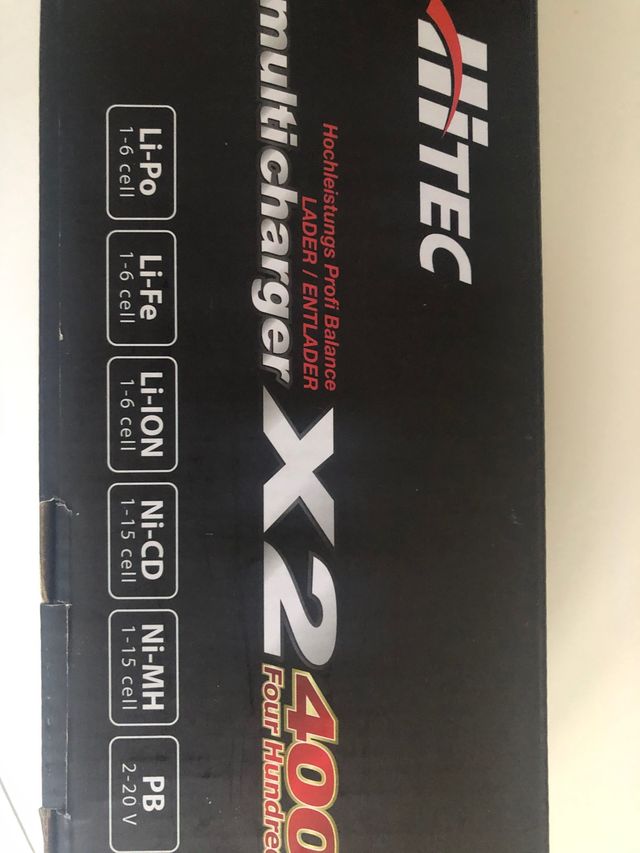 HiTEC
Hochleistungs Profi Balance
LADER / ENTLADER
multi charger X2 400
Four Hundred
Li-Po
1-6 cell
Li-Fe
1-6 cell
Li-ION
1-6 cell
Ni-CD
1-15 cell
Ni-MH
1-15 cell
PB
2-20 V